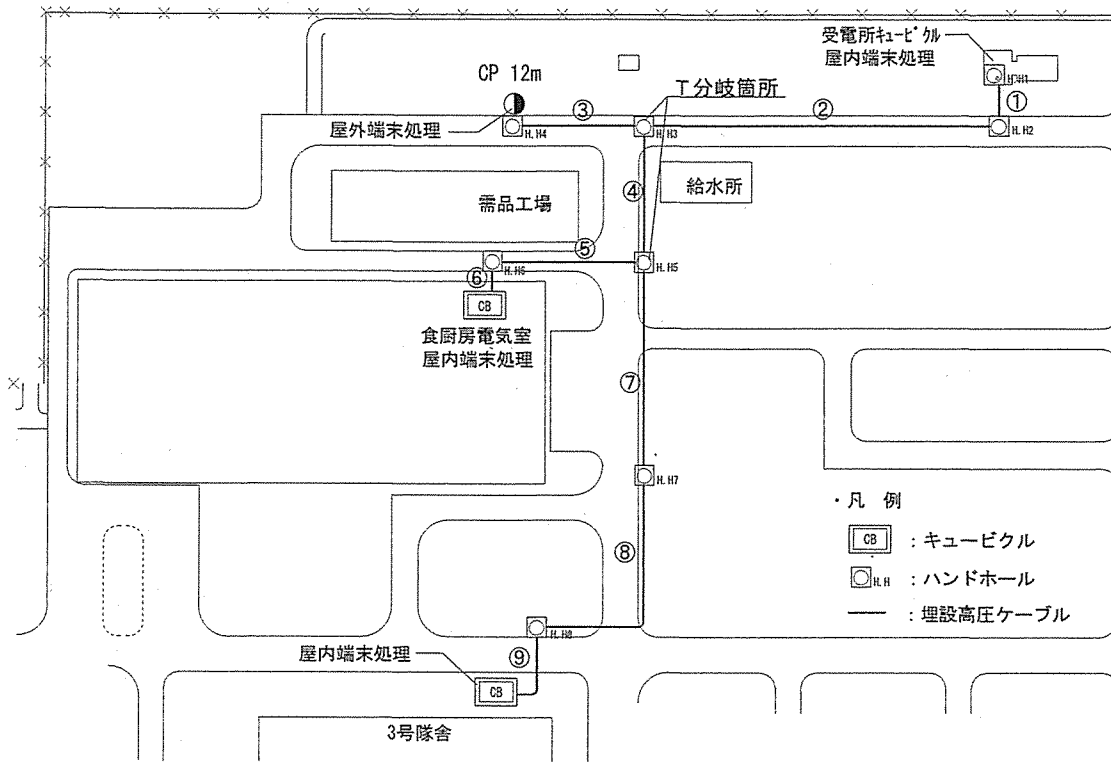 受電所キュービクル
屋内端末処理
H.H1
①
CP 12m
T分岐箇所
③
②
屋外端末処理
H.H4
H.H3
H.H2
④
給水所
需品工場
⑤
H.H6
H.H5
⑥
CB
食厨房電気室
屋内端末処理
⑦
H.H7
・凡 例
CB :キュービクル
H.H :ハンドホール
:埋設高圧ケーブル
⑧
H.H8
屋内端末処理
⑨
CB
3号隊舎